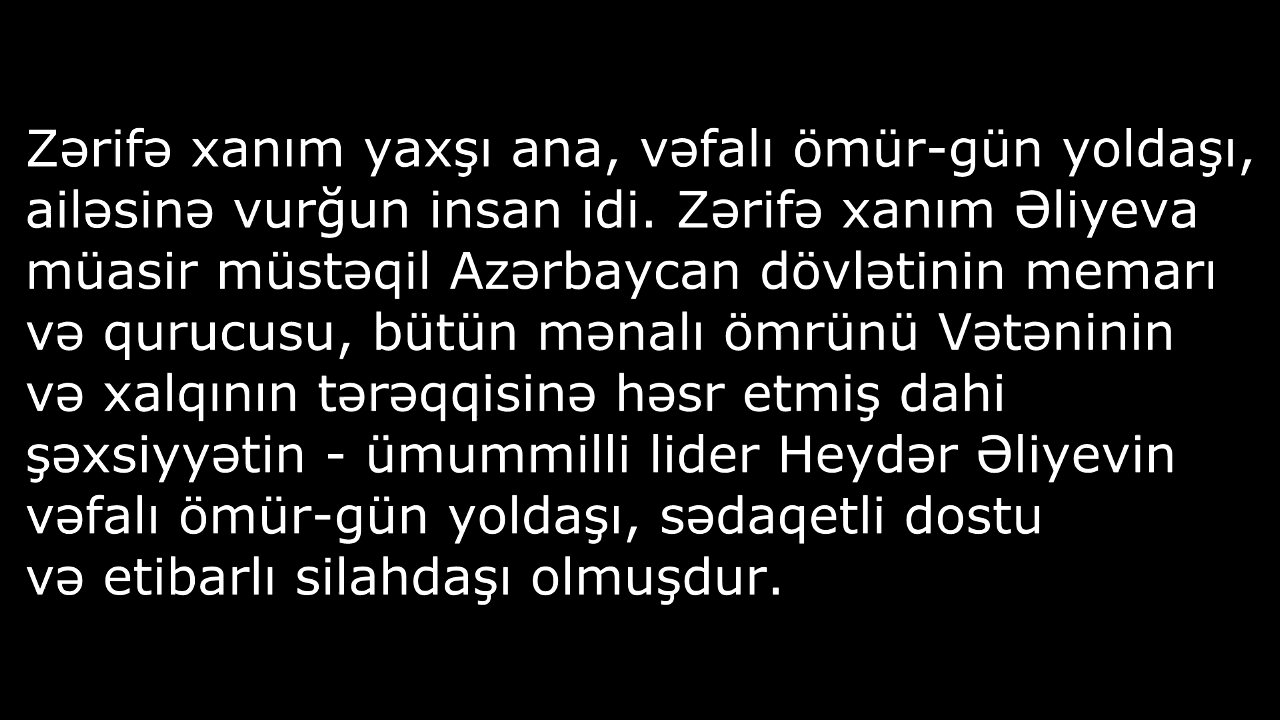 Zərifə xanım yaxşı ana, vəfalı ömür-gün yoldaşı,
ailəsinə vurğun insan idi. Zərifə xanım Əliyeva
müasir müstəqil Azərbaycan dövlətinin memarı
və qurucusu, bütün mənalı ömrünü Vətəninin
və xalqının tərəqqisinə həsr etmiş dahi
şəxsiyyətin - ümummilli lider Heydər Əliyevin
vəfalı ömür-gün yoldaşı, sədaqetli dostu
və etibarlı silahdaşı olmuşdur.